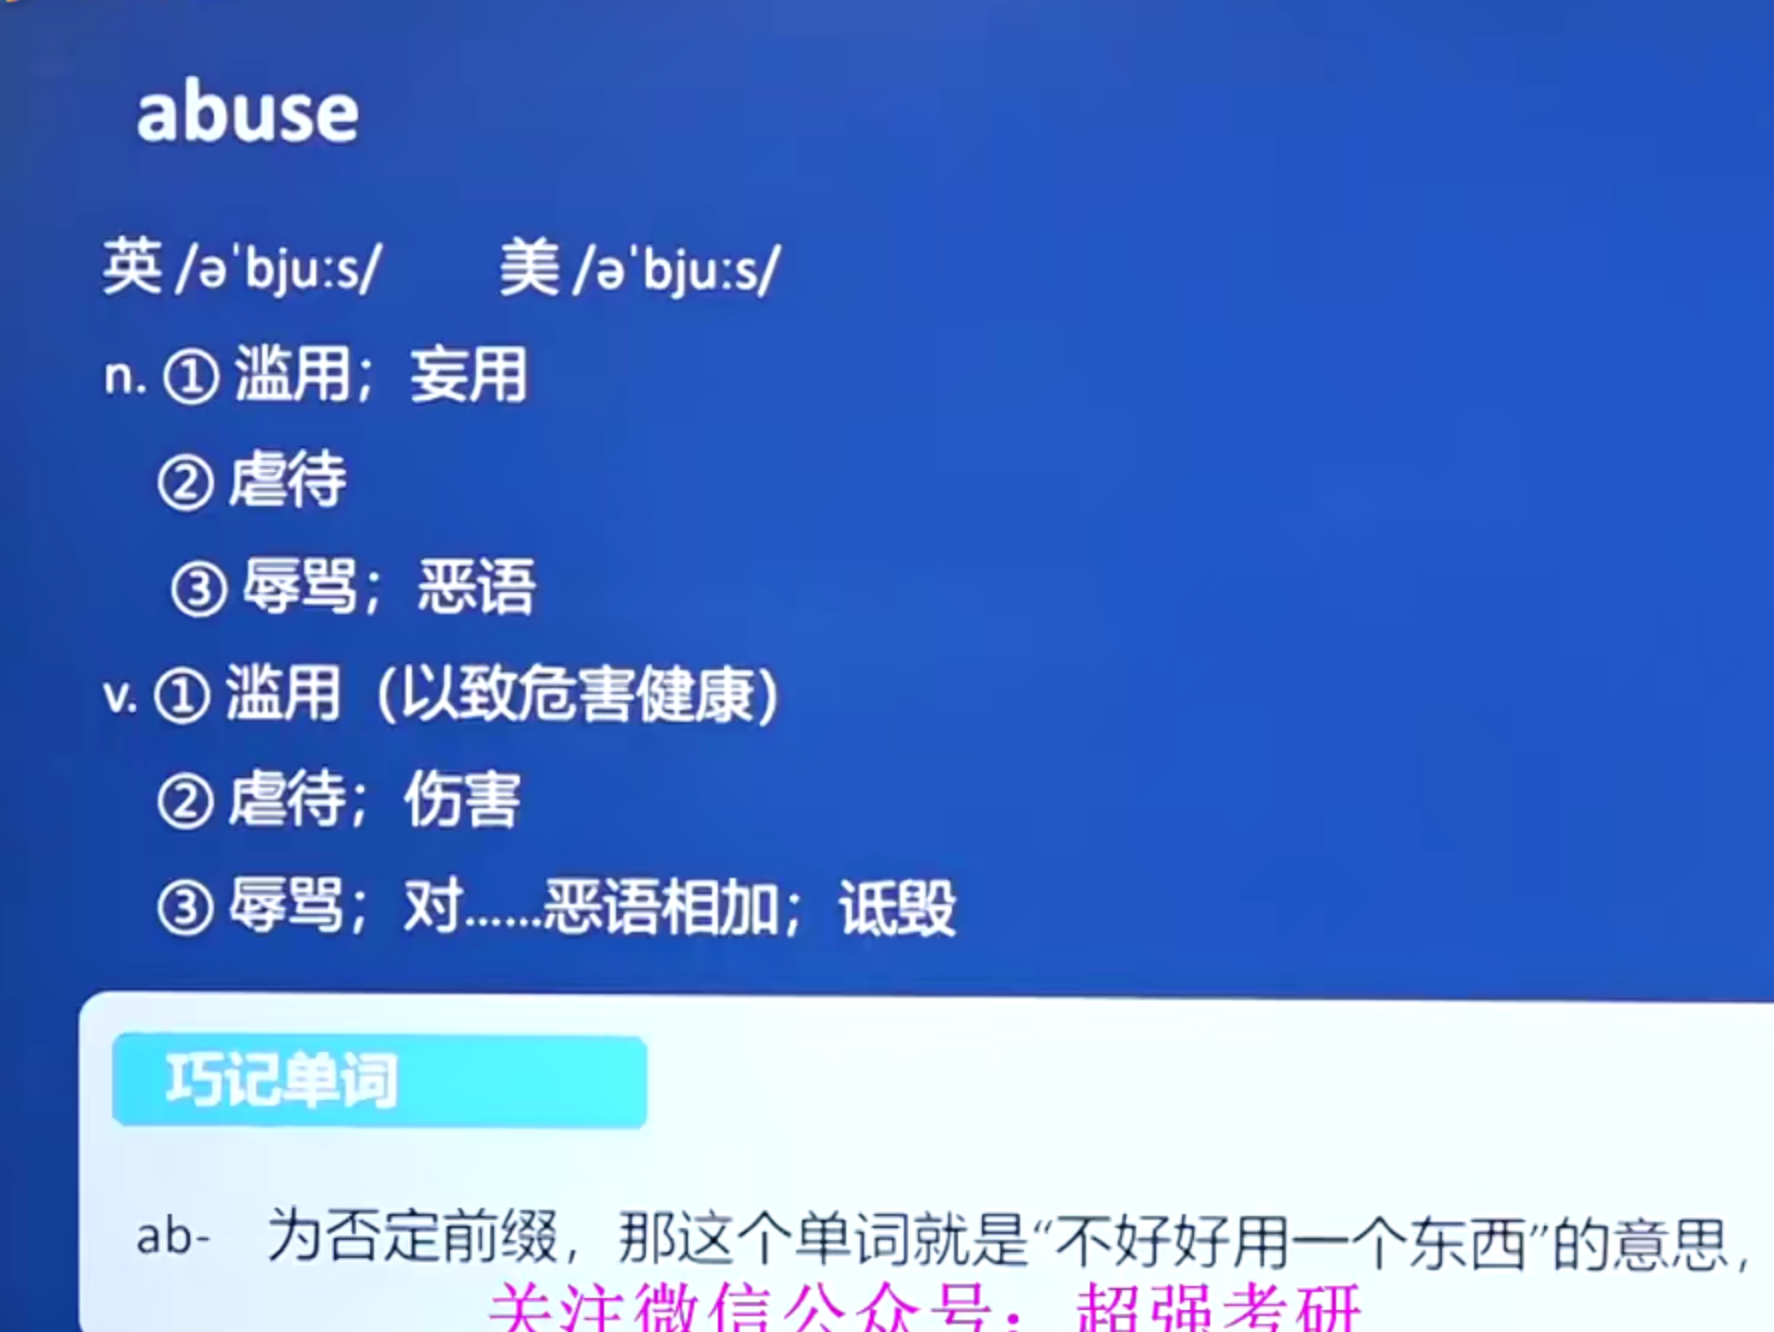 abuse
英 /əˈbjuːs/ 美 /əˈbjuːs/
n. ① 滥用；妄用
② 虐待
③ 辱骂；恶语
v. ① 滥用（以致危害健康）
② 虐待；伤害
③ 辱骂；对……恶语相加；诋毁
巧记单词
ab- 为否定前缀，那这个单词就是“不好好用一个东西”的意思，
关注微信公众号：超强考研